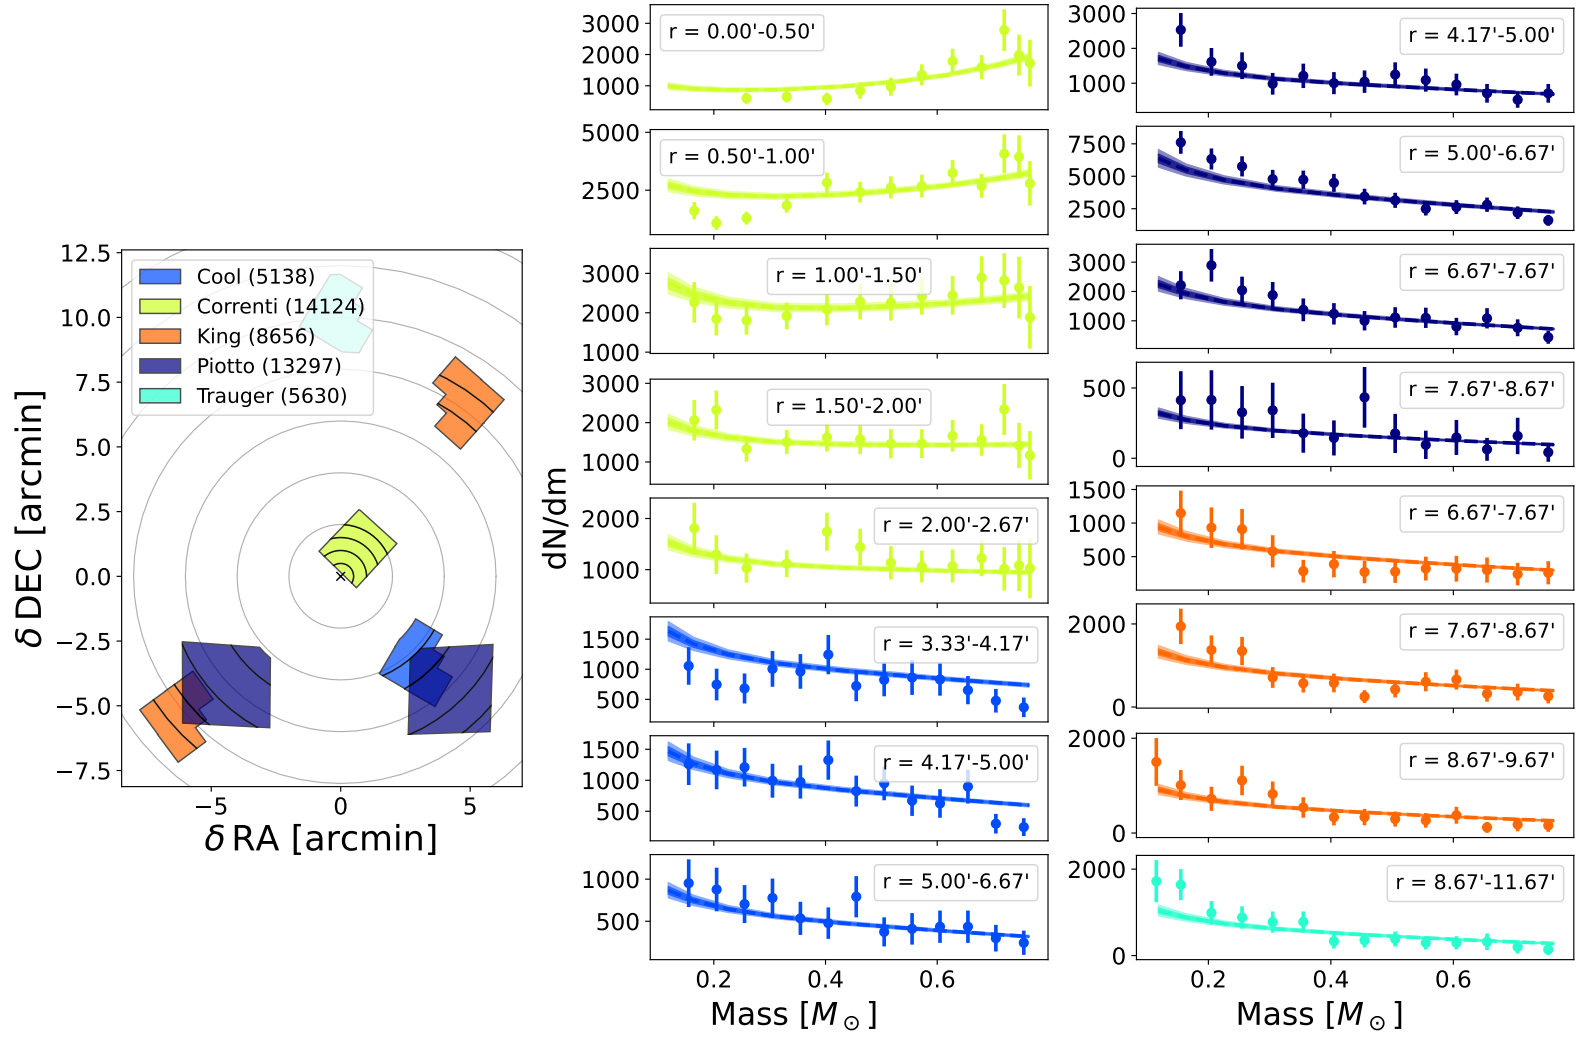 12.5
10.0
7.5
5.0
2.5
0.0
−2.5
−5.0
−7.5
−5
0
5
δ DEC [arcmin]
δ RA [arcmin]
Cool (5138)
Correnti (14124)
King (8656)
Piotto (13297)
Trauger (5630)
dN/dm
3000
2000
1000
r = 0.00'-0.50'
5000
2500
r = 0.50'-1.00'
3000
2000
1000
r = 1.00'-1.50'
3000
2000
1000
r = 1.50'-2.00'
2000
1000
r = 2.00'-2.67'
1500
1000
500
r = 3.33'-4.17'
1500
1000
500
r = 4.17'-5.00'
1000
500
r = 5.00'-6.67'
0.2
0.4
0.6
Mass [M⊙]
3000
2000
1000
r = 4.17'-5.00'
7500
5000
2500
r = 5.00'-6.67'
3000
2000
1000
r = 6.67'-7.67'
500
0
r = 7.67'-8.67'
1500
1000
500
r = 6.67'-7.67'
2000
0
r = 7.67'-8.67'
2000
0
r = 8.67'-9.67'
2000
0
r = 8.67'-11.67'
0.2
0.4
0.6
Mass [M⊙]